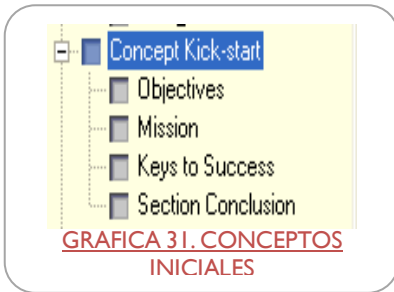 Concept Kick-start
Objectives
Mission
Keys to Success
Section Conclusion
GRAFICA 31. CONCEPTOS
INICIALES